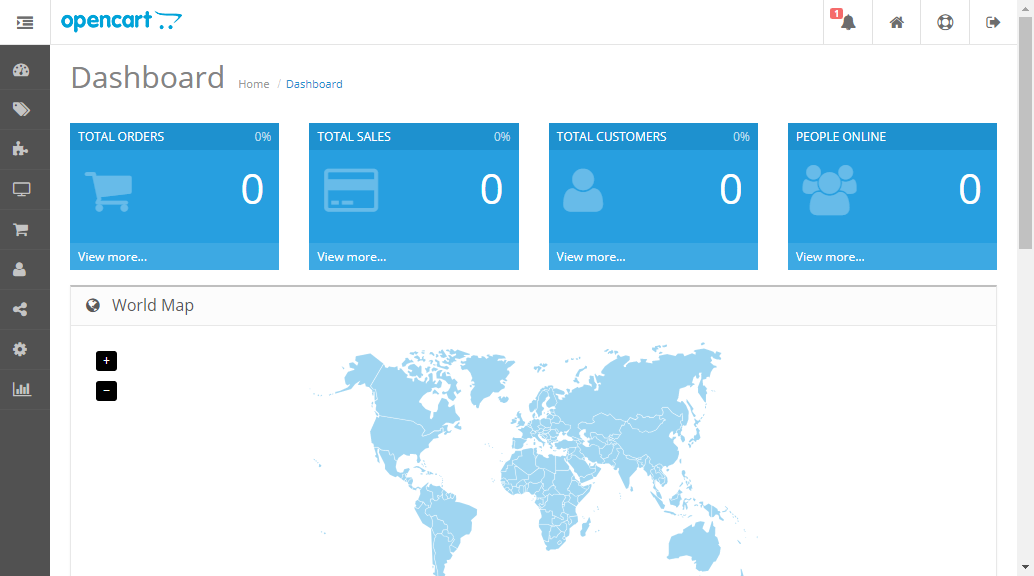 opencart
1
Dashboard
Home / Dashboard
TOTAL ORDERS 0%
0
View more...
TOTAL SALES 0%
0
View more...
TOTAL CUSTOMERS 0%
0
View more...
PEOPLE ONLINE
0
View more...
World Map
+
−